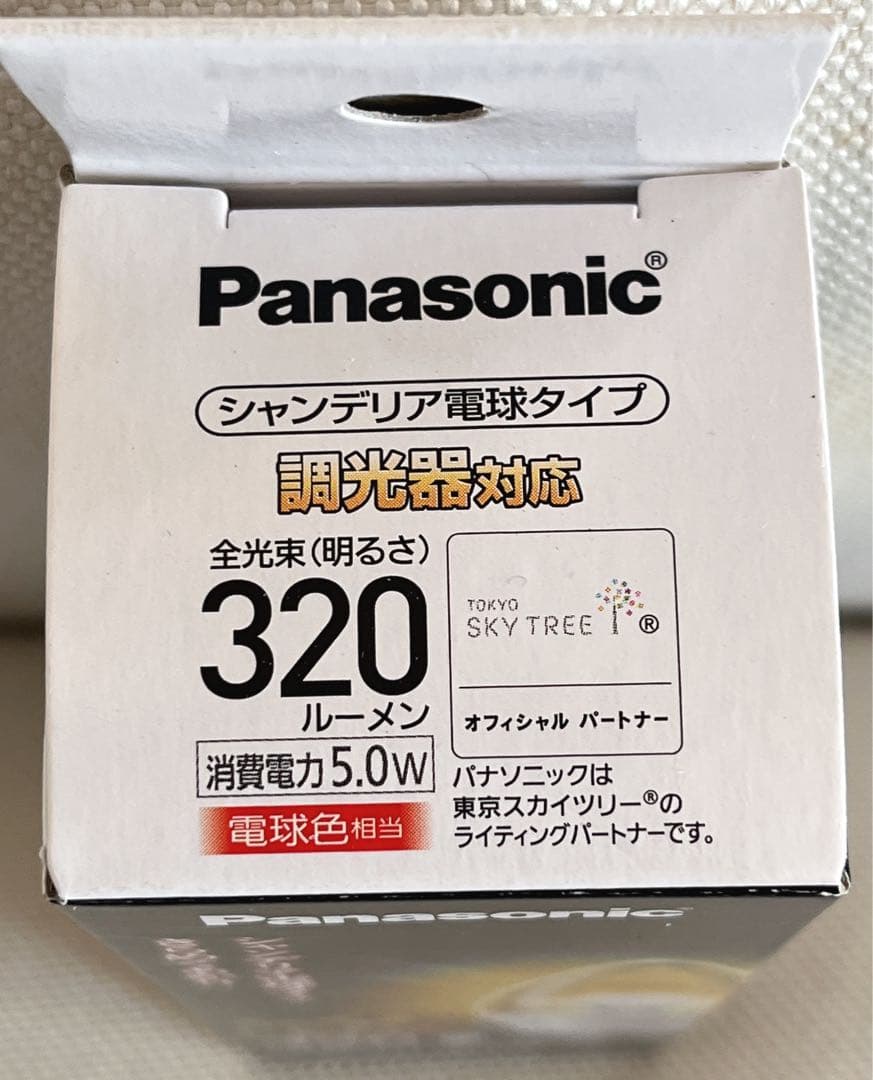 Panasonic®
シャンデリア電球タイプ
調光器対応
全光束(明るさ)
320
ルーメン
消費電力5.0W
電球色相当
TOKYO
SKY TREE®
オフィシャル パートナー
パナソニックは
東京スカイツリー®の
ライティングパートナーです。
Panasonic